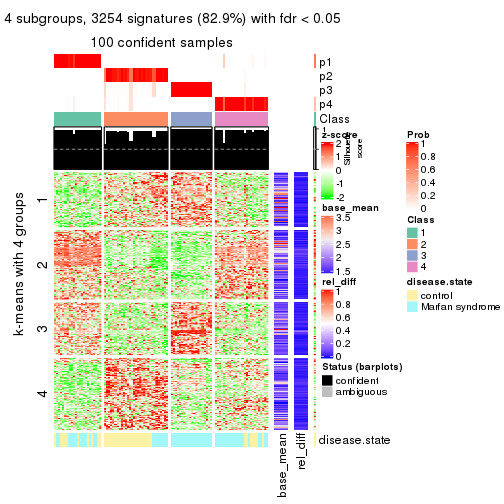 4 subgroups, 3254 signatures (82.9%) with fdr < 0.05
100 confident samples
p1
p2
p3
p4
Class
1
Silhouette
score
k-means with 4 groups
1
2
3
4
base_mean
rel_diff
disease.state
z-score
2
1
0
-1
-2
base_mean
3.5
3
2.5
2
1.5
rel_diff
1
0.8
0.6
0.4
0.2
0
Status (barplots)
confident
ambiguous
Prob
1
0.8
0.6
0.4
0.2
0
Class
1
2
3
4
disease.state
control
Marfan syndrome